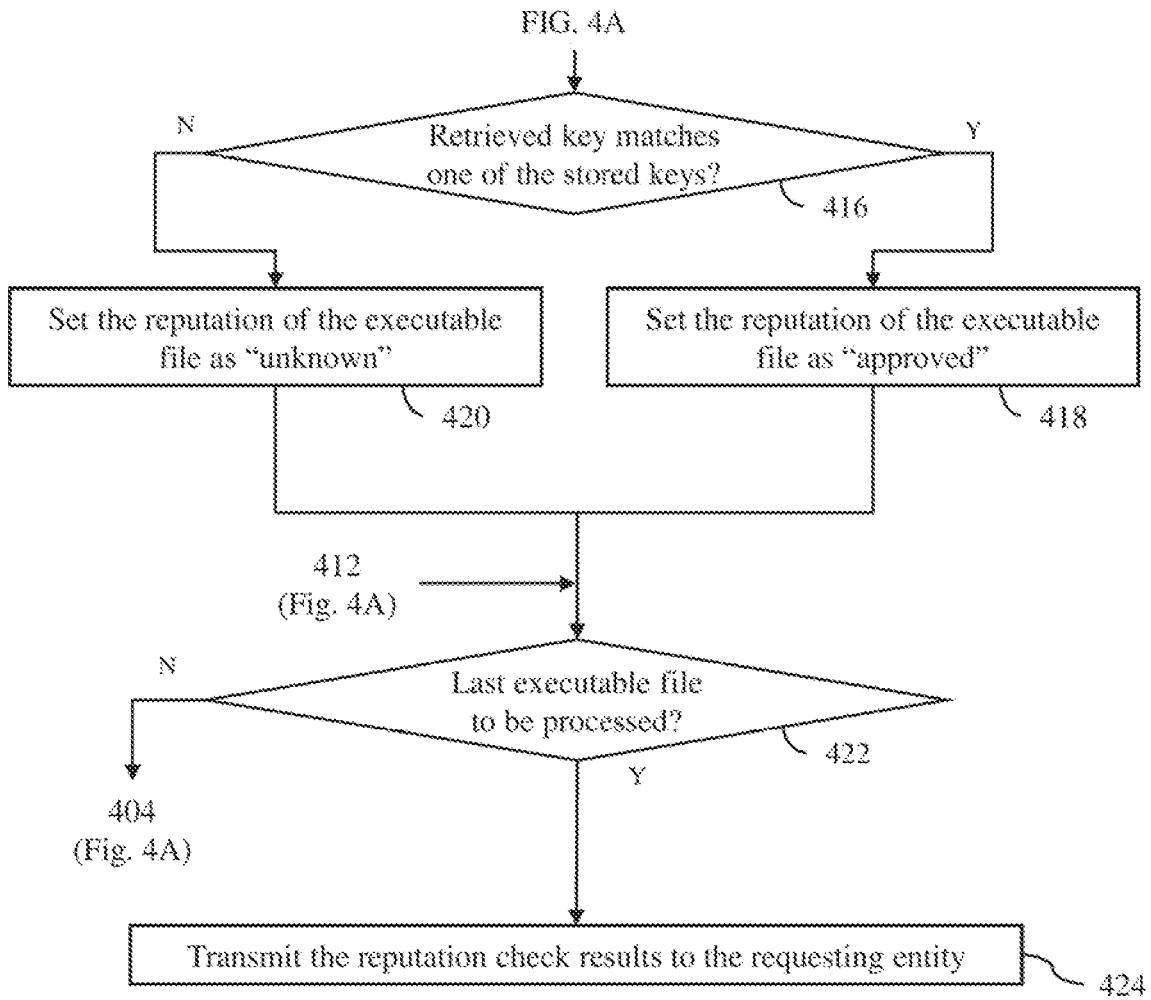 FIG. 4A
Retrieved key matches
one of the stored keys?
N
Y
416
Set the reputation of the executable
file as “unknown”
420
Set the reputation of the executable
file as “approved”
418
412
(Fig. 4A)
Last executable file
to be processed?
N
422
Y
404
(Fig. 4A)
Transmit the reputation check results to the requesting entity
424